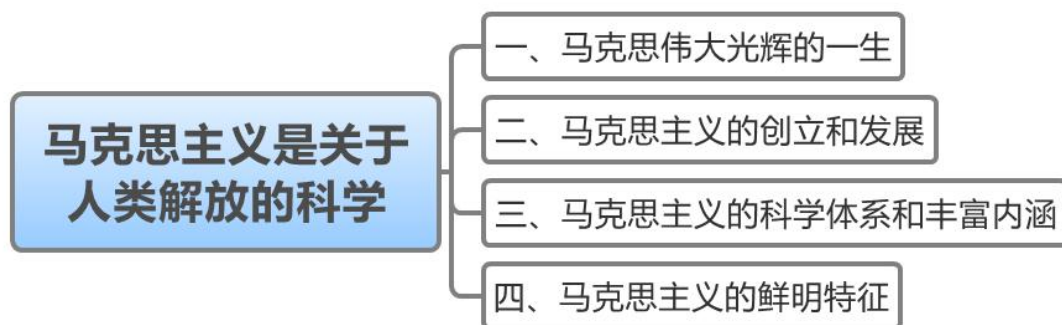 马克思主义是关于
人类解放的科学
一、马克思伟大光辉的一生
二、马克思主义的创立和发展
三、马克思主义的科学体系和丰富内涵
四、马克思主义的鲜明特征